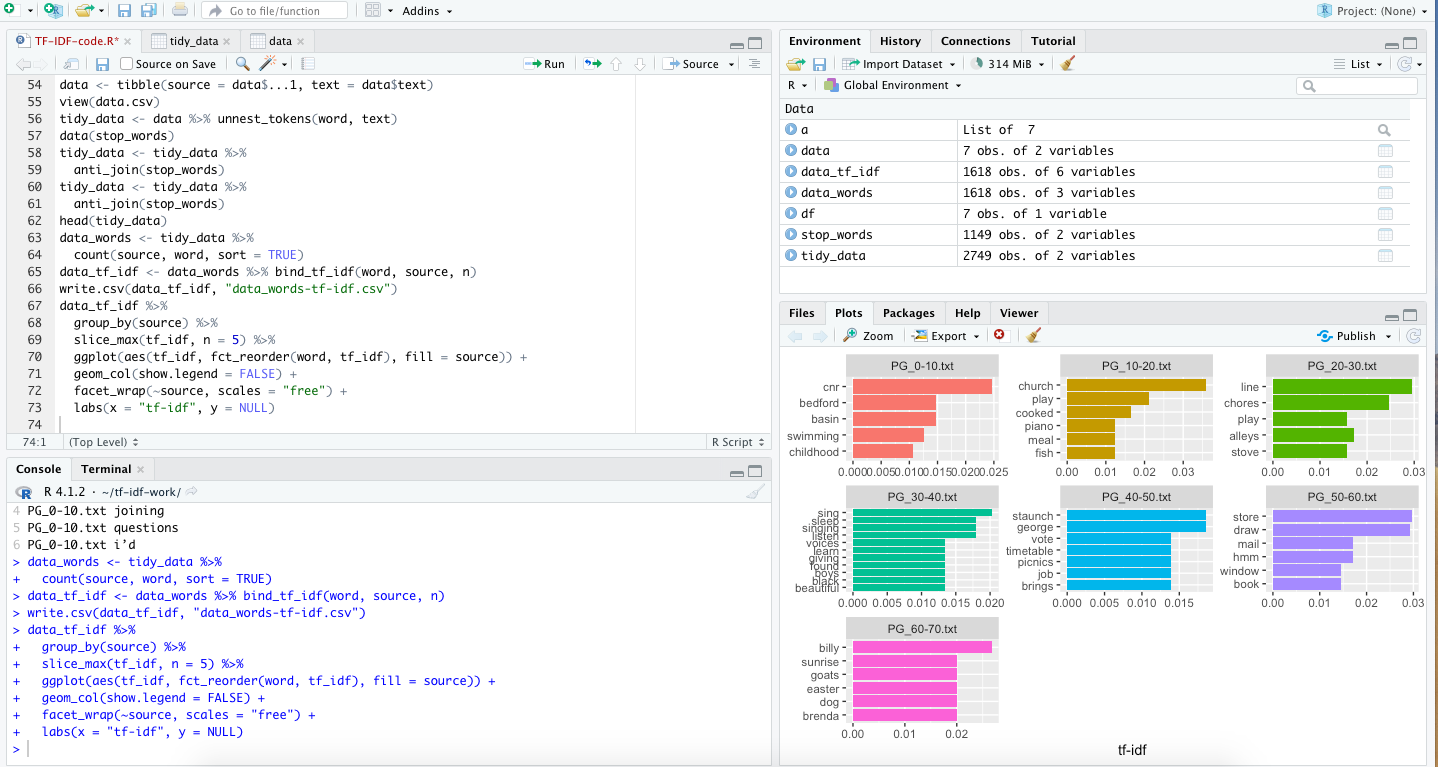 Go to file/function
Addins
Project: (None)
TF-IDF-code.R*
tidy_data
data
Source on Save
Run
Source
54 data <- tibble(source = data$...1, text = data$text)
55 view(data.csv)
56 tidy_data <- data %>% unnest_tokens(word, text)
57 data(stop_words)
58 tidy_data <- tidy_data %>%
59 anti_join(stop_words)
60 tidy_data <- tidy_data %>%
61 anti_join(stop_words)
62 head(tidy_data)
63 data_words <- tidy_data %>%
64 count(source, word, sort = TRUE)
65 data_tf_idf <- data_words %>% bind_tf_idf(word, source, n)
66 write.csv(data_tf_idf, "data_words-tf-idf.csv")
67 data_tf_idf %>%
68 group_by(source) %>%
69 slice_max(tf_idf, n = 5) %>%
70 ggplot(aes(tf_idf, fct_reorder(word, tf_idf), fill = source)) +
71 geom_col(show.legend = FALSE) +
72 facet_wrap(~source, scales = "free") +
73 labs(x = "tf-idf", y = NULL)
74
74:1 (Top Level) R Script
Console Terminal
R 4.1.2 · ~/tf-idf-work/
4 PG_0-10.txt joining
5 PG_0-10.txt questions
6 PG_0-10.txt i’d
> data_words <- tidy_data %>%
+ count(source, word, sort = TRUE)
> data_tf_idf <- data_words %>% bind_tf_idf(word, source, n)
> write.csv(data_tf_idf, "data_words-tf-idf.csv")
> data_tf_idf %>%
+ group_by(source) %>%
+ slice_max(tf_idf, n = 5) %>%
+ ggplot(aes(tf_idf, fct_reorder(word, tf_idf), fill = source)) +
+ geom_col(show.legend = FALSE) +
+ facet_wrap(~source, scales = "free") +
+ labs(x = "tf-idf", y = NULL)
>
Environment History Connections Tutorial
Import Dataset 314 MiB List
R Global Environment
Data
a List of 7
data 7 obs. of 2 variables
data_tf_idf 1618 obs. of 6 variables
data_words 1618 obs. of 3 variables
df 7 obs. of 1 variable
stop_words 1149 obs. of 2 variables
tidy_data 2749 obs. of 2 variables
Files Plots Packages Help Viewer
Zoom Export Publish
PG_0-10.txt
cnr
bedford
basin
swimming
childhood
0.000 0.005 0.010 0.015 0.020 0.025
PG_10-20.txt
church
play
cooked
piano
meal
fish
0.00 0.01 0.02 0.03
PG_20-30.txt
line
chores
play
alleys
stove
0.00 0.01 0.02 0.03
PG_30-40.txt
sing
sleep
singing
listen
voices
learn
giving
found
boys
black
beautiful
0.000 0.005 0.010 0.015 0.020
PG_40-50.txt
staunch
george
vote
timetable
picnics
job
brings
0.000 0.005 0.010 0.015
PG_50-60.txt
store
draw
mail
hmm
window
book
0.00 0.01 0.02 0.03
PG_60-70.txt
billy
sunrise
goats
easter
dog
brenda
0.00 0.01 0.02
tf-idf